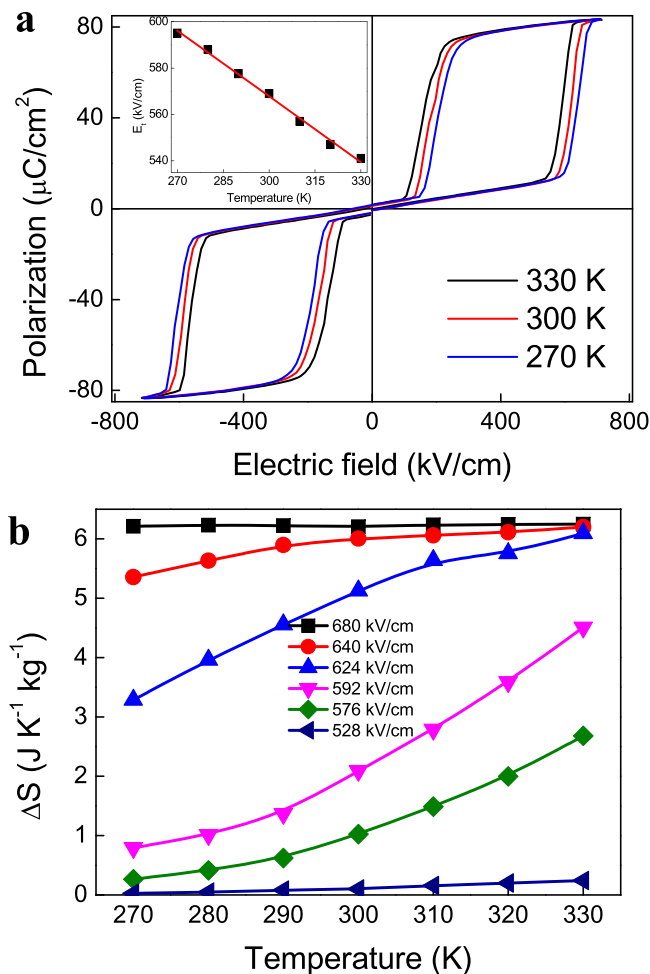 a
80
40
0
-40
-80
Polarization (μC/cm²)
-800
-400
0
400
800
Electric field (kV/cm)
600
580
560
540
E_t (kV/cm)
270
285
300
315
330
Temperature (K)
330 K
300 K
270 K
b
6
5
4
3
2
1
0
ΔS (J K⁻¹ kg⁻¹)
680 kV/cm
640 kV/cm
624 kV/cm
592 kV/cm
576 kV/cm
528 kV/cm
270
280
290
300
310
320
330
Temperature (K)